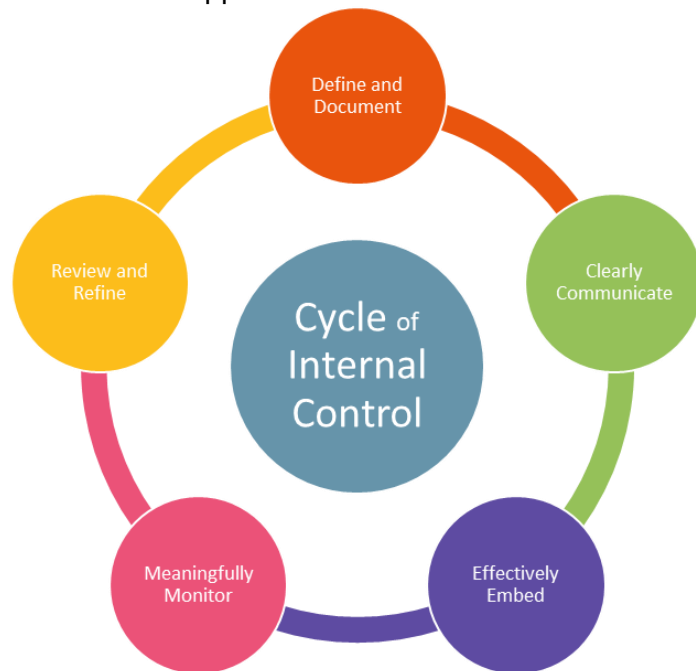 Define and
Document
Clearly
Communicate
Effectively
Embed
Meaningfully
Monitor
Review and
Refine
Cycle of
Internal
Control